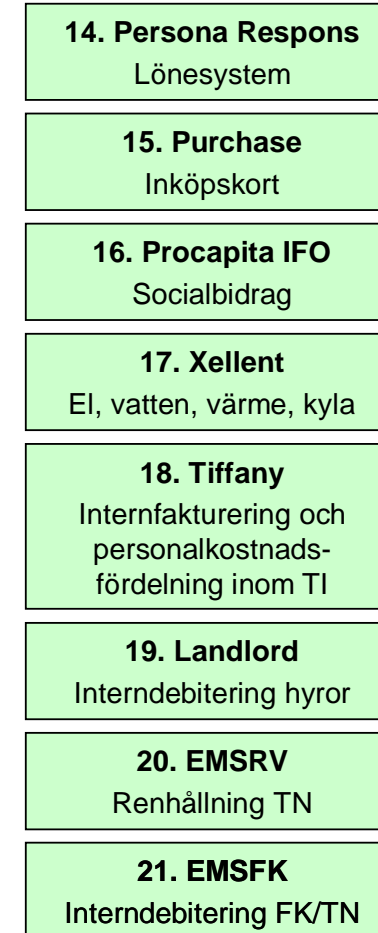 14. Persona Respons
Lönesystem
15. Purchase
Inköpskort
16. Procapita IFO
Socialbidrag
17. Xellent
El, vatten, värme, kyla
18. Tiffany
Internfakturering och
personalkostnads-
fördelning inom TI
19. Landlord
Interndebitering hyror
20. EMSRV
Renhållning TN
21. EMSFK
Interndebitering FK/TN